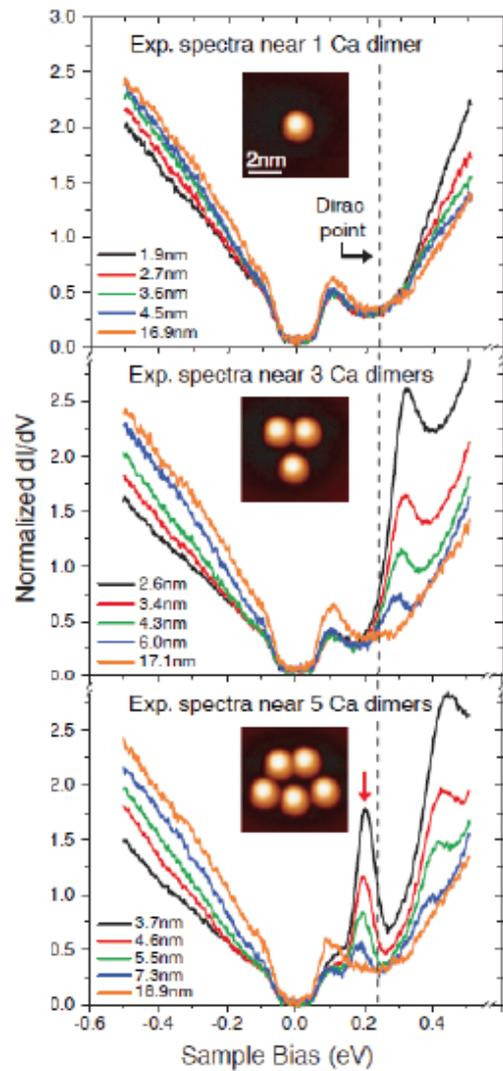 3.0
Exp. spectra near 1 Ca dimer
2.5
2.0
2nm
1.5
Dirac
point
1.0
1.9nm
2.7nm
0.5
3.6nm
4.5nm
0.0
16.9nm
Exp. spectra near 3 Ca dimers
2.5
2.0
1.5
1.0
2.6nm
3.4nm
0.5
4.3nm
6.0nm
0.0
17.1nm
Normalized dI/dV
Exp. spectra near 5 Ca dimers
2.5
2.0
1.5
1.0
3.7nm
4.6nm
0.5
5.5nm
7.3nm
0.0
18.9nm
-0.6 -0.4 -0.2 0.0 0.2 0.4
Sample Bias (eV)